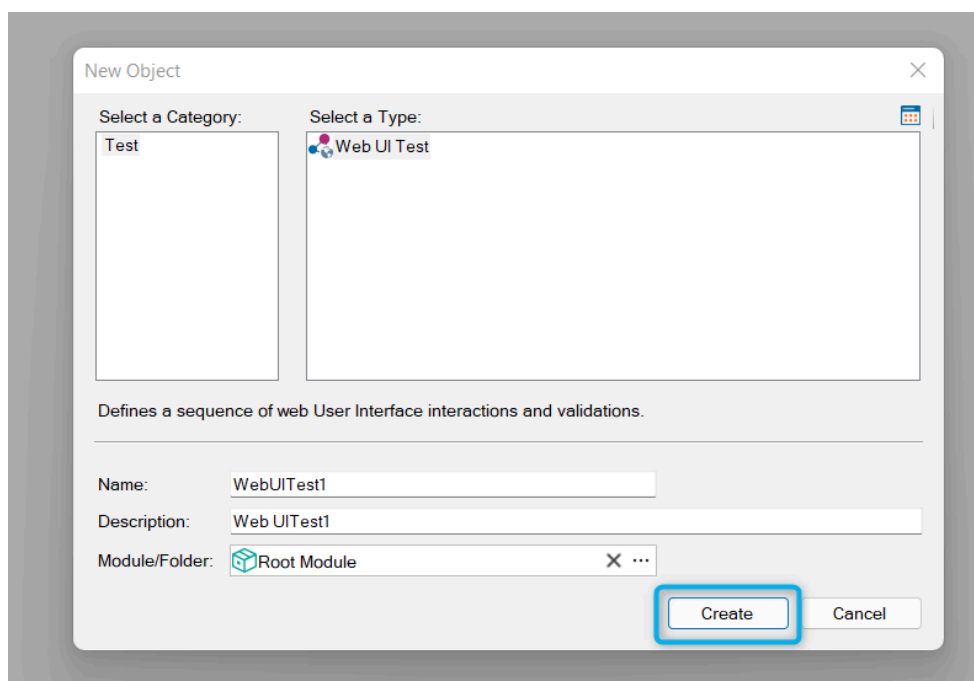 New Object
Select a Category: Select a Type:
Test Web UI Test
Defines a sequence of web User Interface interactions and validations.
Name: WebUITest1
Description: Web UITest1
Module/Folder: Root Module
Create Cancel